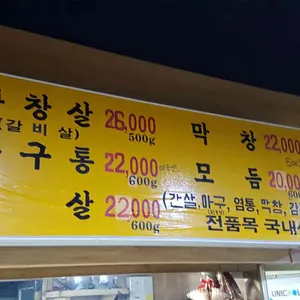 창살 26,000 막창 22,000
(갈비살) 500g
구통 22,000 모듬 20,000
600g
살 22,000 (간살,아구,염통,막창,감
600g 전품목 국내산